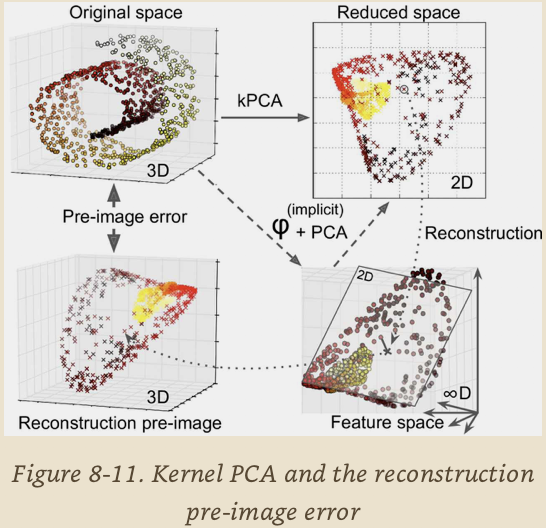 Original space
Reduced space
kPCA
3D
2D
Pre-image error
(implicit)
φ + PCA
Reconstruction
2D
3D
∞D
Reconstruction pre-image
Feature space
Figure 8-11. Kernel PCA and the reconstruction
pre-image error